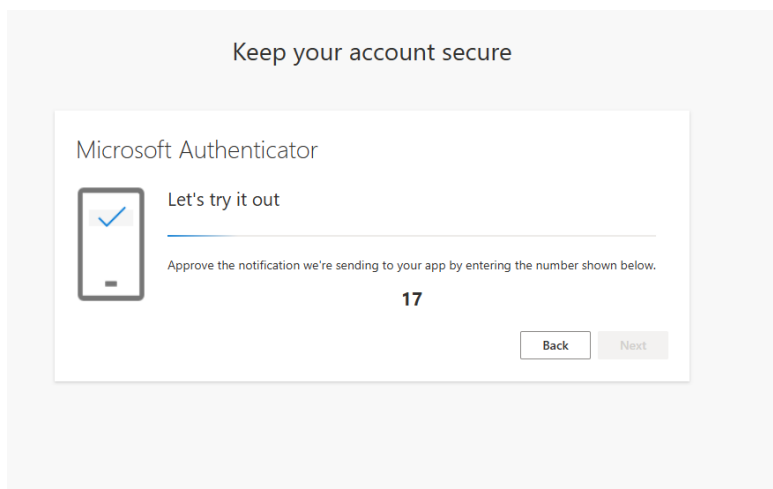 Keep your account secure
Microsoft Authenticator
Let's try it out
Approve the notification we're sending to your app by entering the number shown below.
17
Back
Next